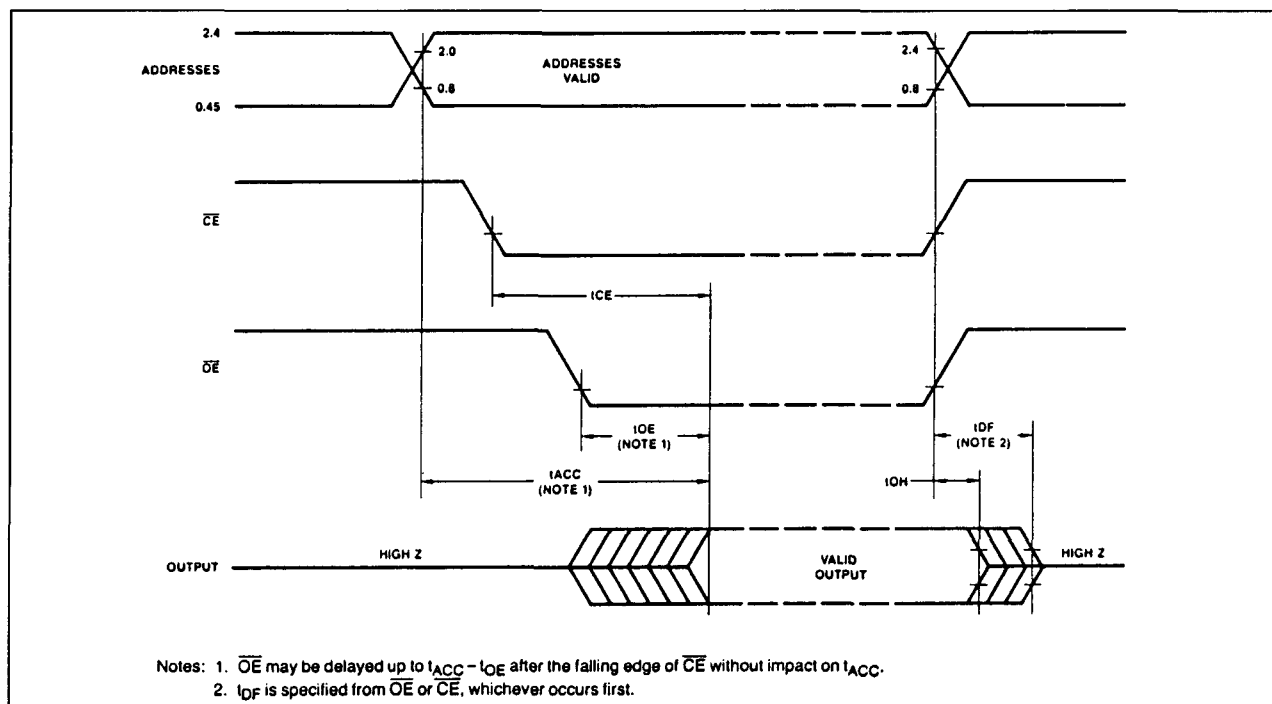 2.4
2.0
2.4
ADDRESSES
ADDRESSES
VALID
0.8
0.8
0.45
CE
tCE
OE
tOE
(NOTE 1)
tDF
(NOTE 2)
tACC
(NOTE 1)
tOH
HIGH Z
HIGH Z
OUTPUT
VALID
OUTPUT
Notes: 1. OE may be delayed up to tACC – tOE after the falling edge of CE without impact on tACC.
2. tDF is specified from OE or CE, whichever occurs first.